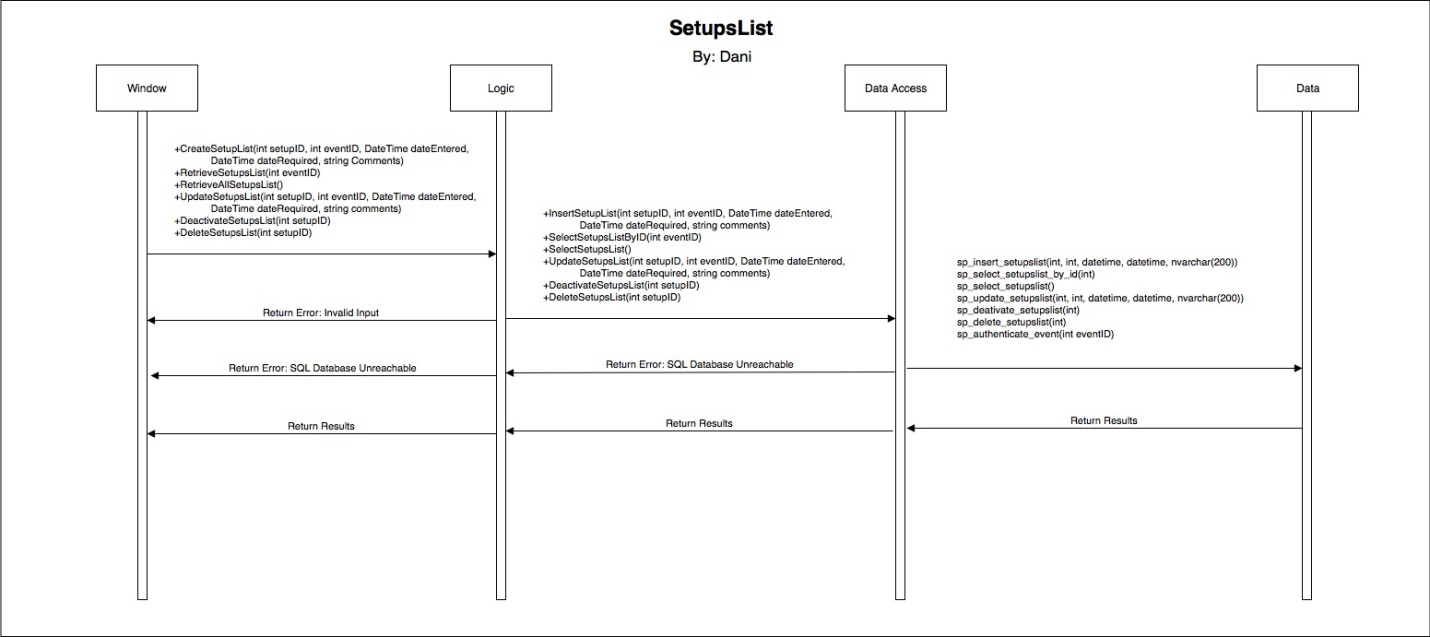 SetupsList
By: Dani
Window
Logic
Data Access
Data
+CreateSetupList(int setupID, int eventID, DateTime dateEntered,
DateTime dateRequired, string Comments)
+RetrieveSetupsList(int eventID)
+RetrieveAllSetupsList()
+UpdateSetupsList(int setupID, int eventID, DateTime dateEntered,
DateTime dateRequired, string comments)
+DeactivateSetupsList(int setupID)
+DeleteSetupsList(int setupID)
+InsertSetupList(int setupID, int eventID, DateTime dateEntered,
DateTime dateRequired, string comments)
+SelectSetupsListByID(int eventID)
+SelectSetupsList()
+UpdateSetupsList(int setupID, int eventID, DateTime dateEntered,
DateTime dateRequired, string comments)
+DeactivateSetupsList(int setupID)
+DeleteSetupsList(int setupID)
sp_insert_setupslist(int, int, datetime, datetime, nvarchar(200))
sp_select_setupslist_by_id(int)
sp_select_setupslist()
sp_update_setupslist(int, int, datetime, datetime, nvarchar(200))
sp_deativate_setupslist(int)
sp_delete_setupslist(int)
sp_authenticate_event(int eventID)
Return Error: Invalid Input
Return Error: SQL Database Unreachable
Return Error: SQL Database Unreachable
Return Results
Return Results
Return Results